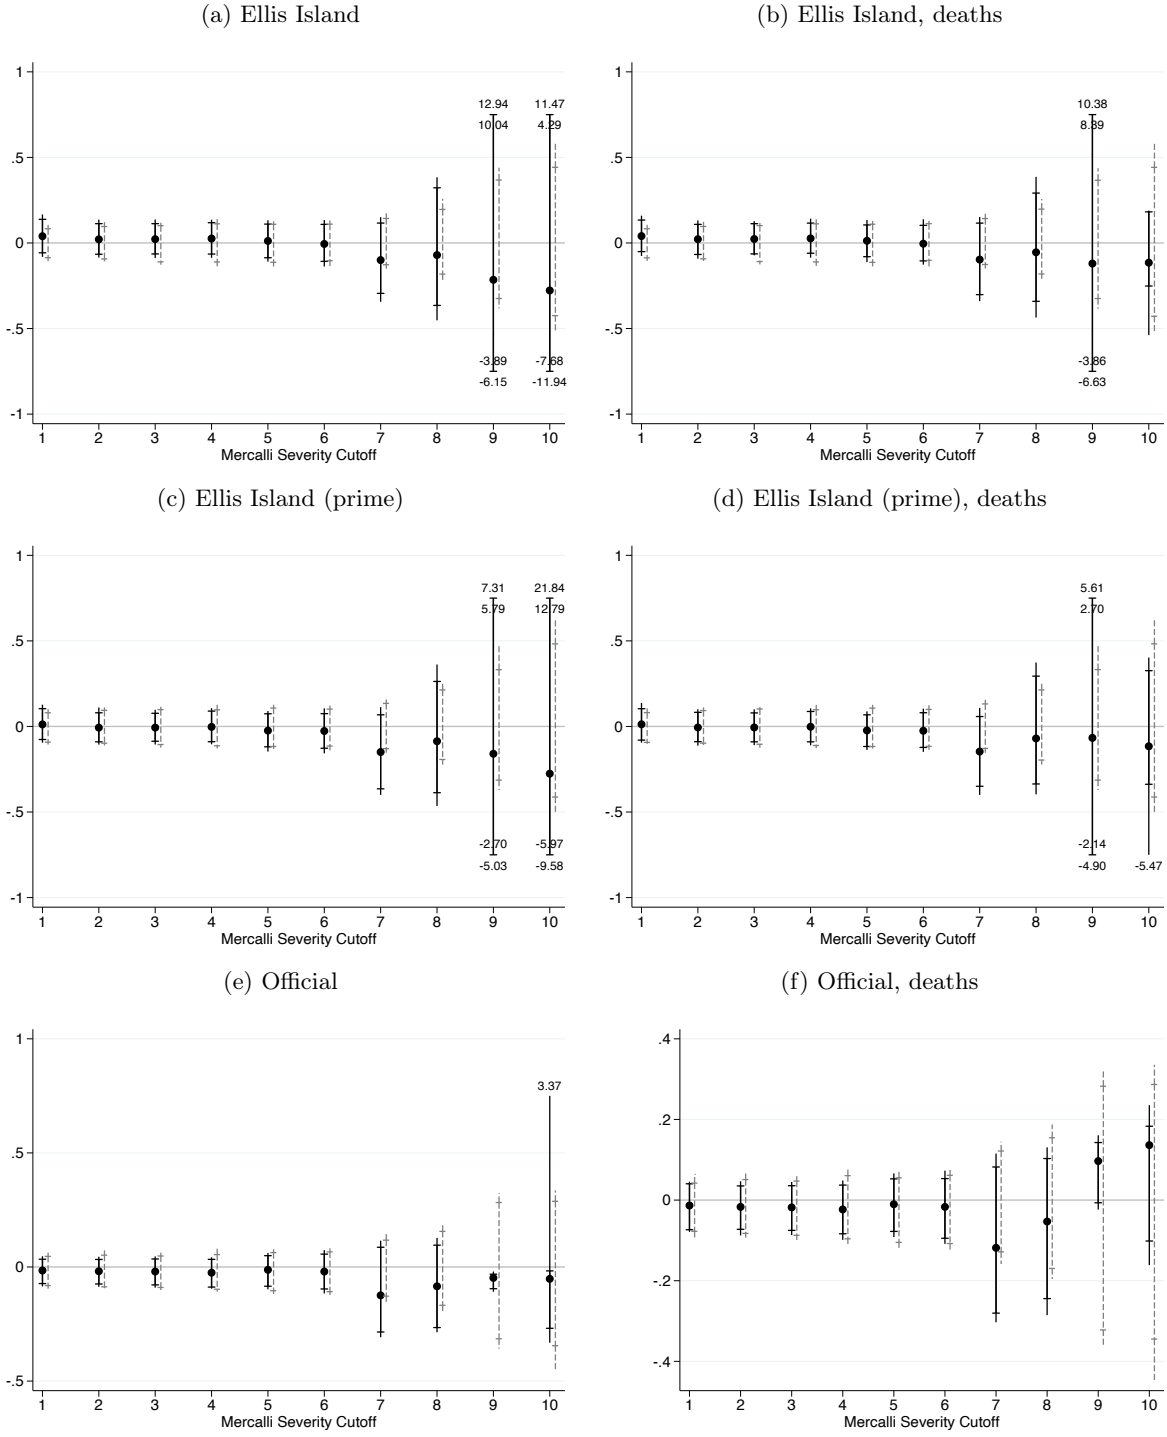 (a) Ellis Island
1
.5
0
-.5
-1
12.94 11.47
10.04 4.29
-3.89 -7.68
-6.15 -11.94
1 2 3 4 5 6 7 8 9 10
Mercalli Severity Cutoff
(b) Ellis Island, deaths
1
.5
0
-.5
-1
10.38
8.39
-3.86
-6.63
1 2 3 4 5 6 7 8 9 10
Mercalli Severity Cutoff
(c) Ellis Island (prime)
1
.5
0
-.5
-1
7.31 21.84
5.79 12.79
-2.70 -5.97
-5.03 -9.58
1 2 3 4 5 6 7 8 9 10
Mercalli Severity Cutoff
(d) Ellis Island (prime), deaths
1
.5
0
-.5
-1
5.61
2.70
-2.14
-4.90 -5.47
1 2 3 4 5 6 7 8 9 10
Mercalli Severity Cutoff
(e) Official
1
.5
0
-.5
3.37
1 2 3 4 5 6 7 8 9 10
Mercalli Severity Cutoff
(f) Official, deaths
.4
.2
0
-.2
-.4
1 2 3 4 5 6 7 8 9 10
Mercalli Severity Cutoff